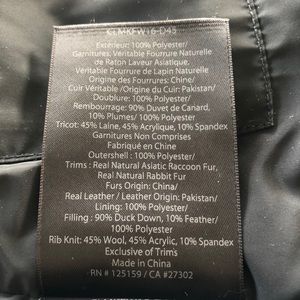 CLMKFW16-D45
Extérieur: 100% Polyester/
Garnitures: Véritable Fourrure Naturelle
de Raton Laveur Asiatique,
Véritable Fourrure de Lapin Naturelle
Origine des Fourrures: Chine/
Cuir Véritable /Origine du Cuir: Pakistan/
Doublure: 100% Polyester/
Rembourrage: 90% Duvet de Canard,
10% Plumes/ 100% Polyester/
Tricot: 45% Laine, 45% Acrylique, 10% Spandex
Garnitures Non Comprises
Fabriqué en Chine
Outershell : 100% Polyester/
Trims : Real Asiatic Raccoon Fur,
Real Natural Rabbit Fur
Furs Origin: China/
Real Leather / Leather Origin: Pakistan/
Lining: 100% Polyester/
Filling : 90% Duck Down, 10% Feather/
100% Polyester/
Rib Knit: 45% Wool, 45% Acrylic, 10% Spandex
Exclusive of Trims
Made in China
RN # 125159 / CA #27302